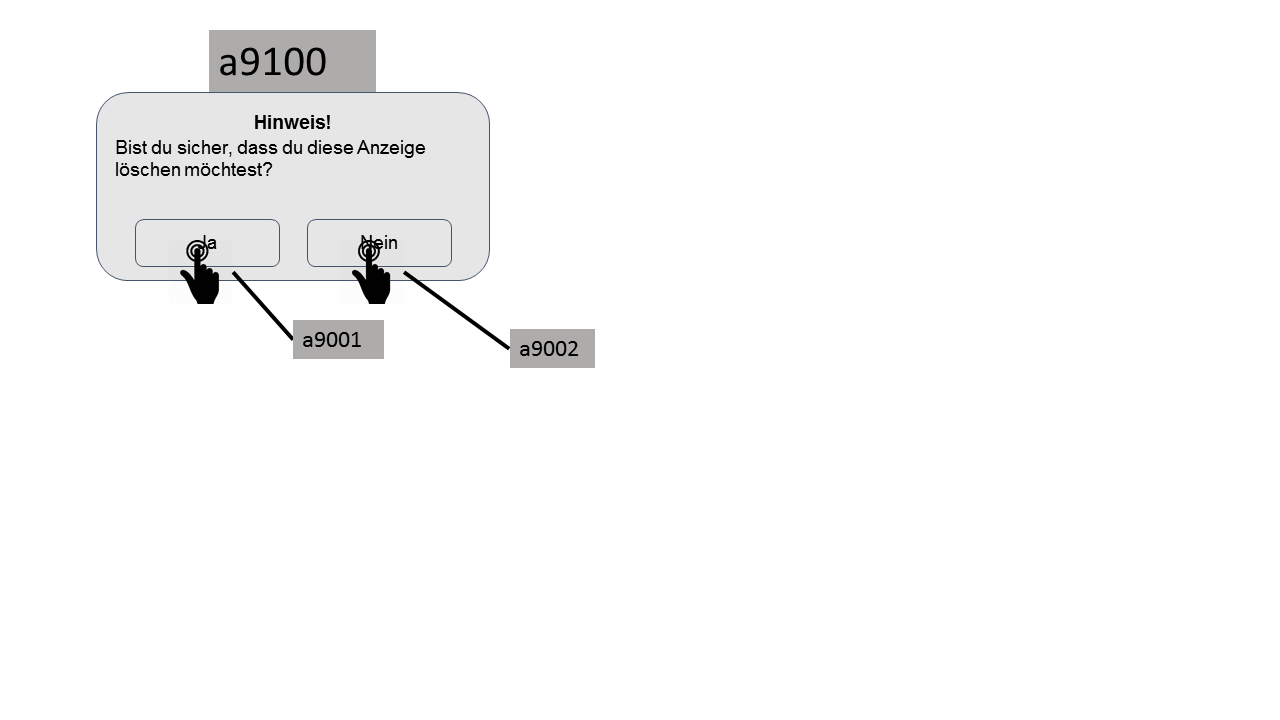 a9100
Hinweis!
Bist du sicher, dass du diese Anzeige
löschen möchtest?
Ja
Nein
a9001
a9002